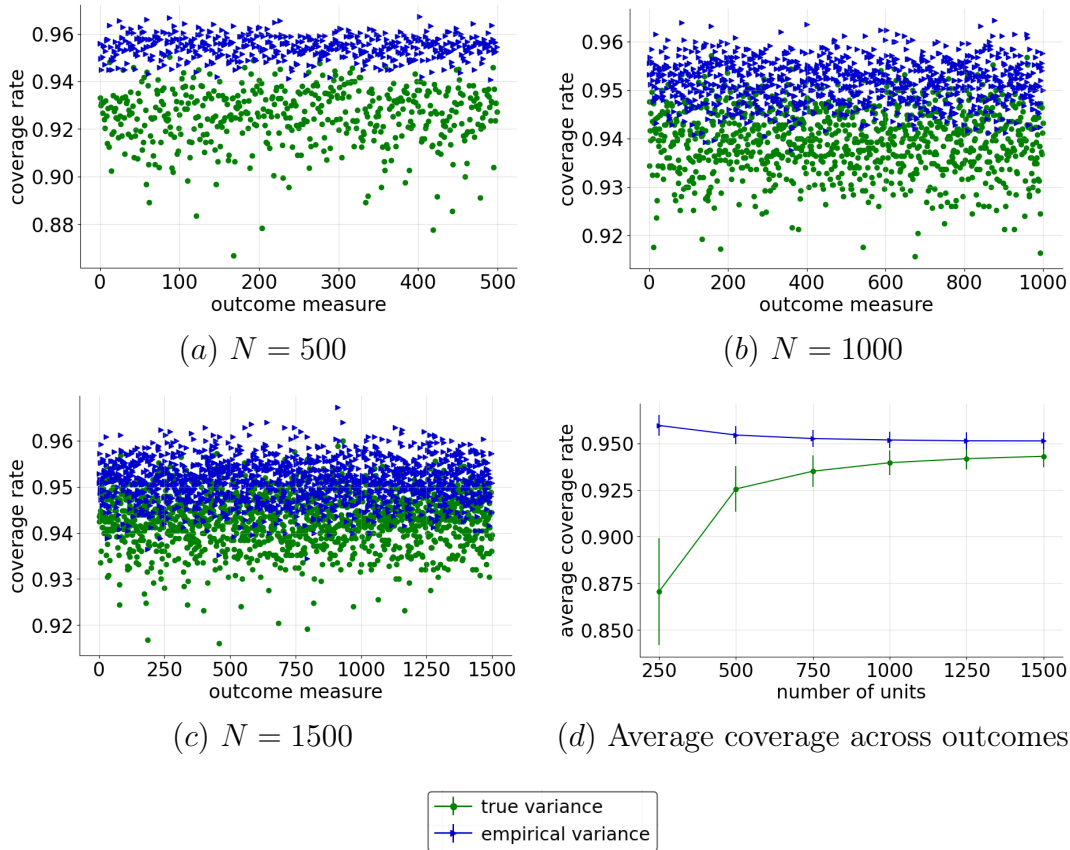 coverage rate
0.96
0.94
0.92
0.90
0.88
0 100 200 300 400 500
outcome measure
(a) N = 500
coverage rate
0.96
0.95
0.94
0.93
0.92
0 200 400 600 800 1000
outcome measure
(b) N = 1000
coverage rate
0.96
0.95
0.94
0.93
0.92
0 250 500 750 1000 1250 1500
outcome measure
(c) N = 1500
average coverage rate
0.950
0.925
0.900
0.875
0.850
250 500 750 1000 1250 1500
number of units
(d) Average coverage across outcomes
true variance
empirical variance